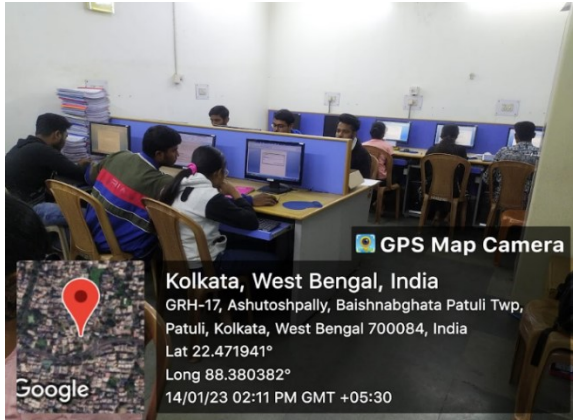 GPS Map Camera
Kolkata, West Bengal, India
GRH-17, Ashutoshpally, Baishnabghata Patuli Twp,
Patuli, Kolkata, West Bengal 700084, India
Lat 22.471941°
Long 88.380382°
14/01/23 02:11 PM GMT +05:30
Google